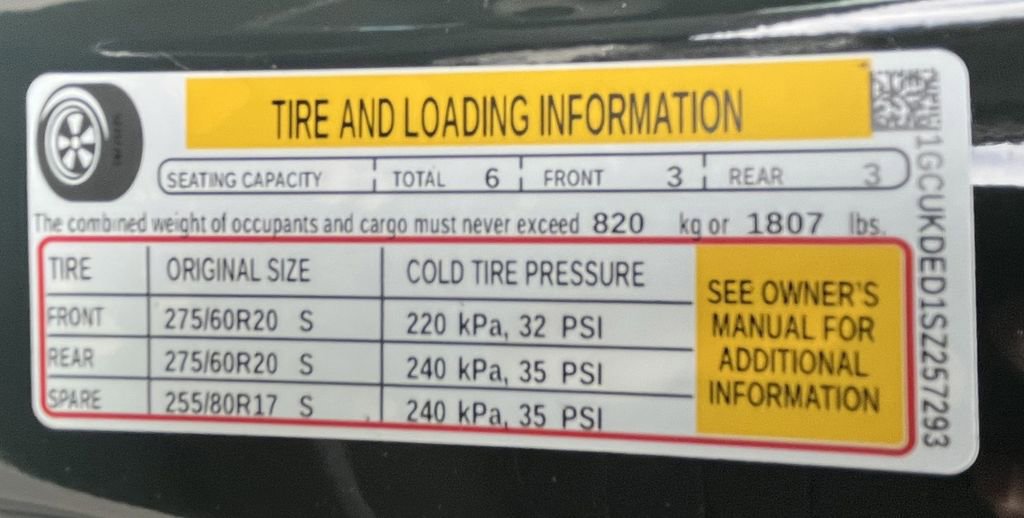 TIRE AND LOADING INFORMATION
SEATING CAPACITY TOTAL 6 FRONT 3 REAR 3
The combined weight of occupants and cargo must never exceed 820 kg or 1807 lbs.
TIRE ORIGINAL SIZE COLD TIRE PRESSURE
FRONT 275/60R20 S 220 kPa, 32 PSI
REAR 275/60R20 S 240 kPa, 35 PSI
SPARE 255/80R17 S 240 kPa, 35 PSI
SEE OWNER'S
MANUAL FOR
ADDITIONAL
INFORMATION
1GCUKDED1SZ257293